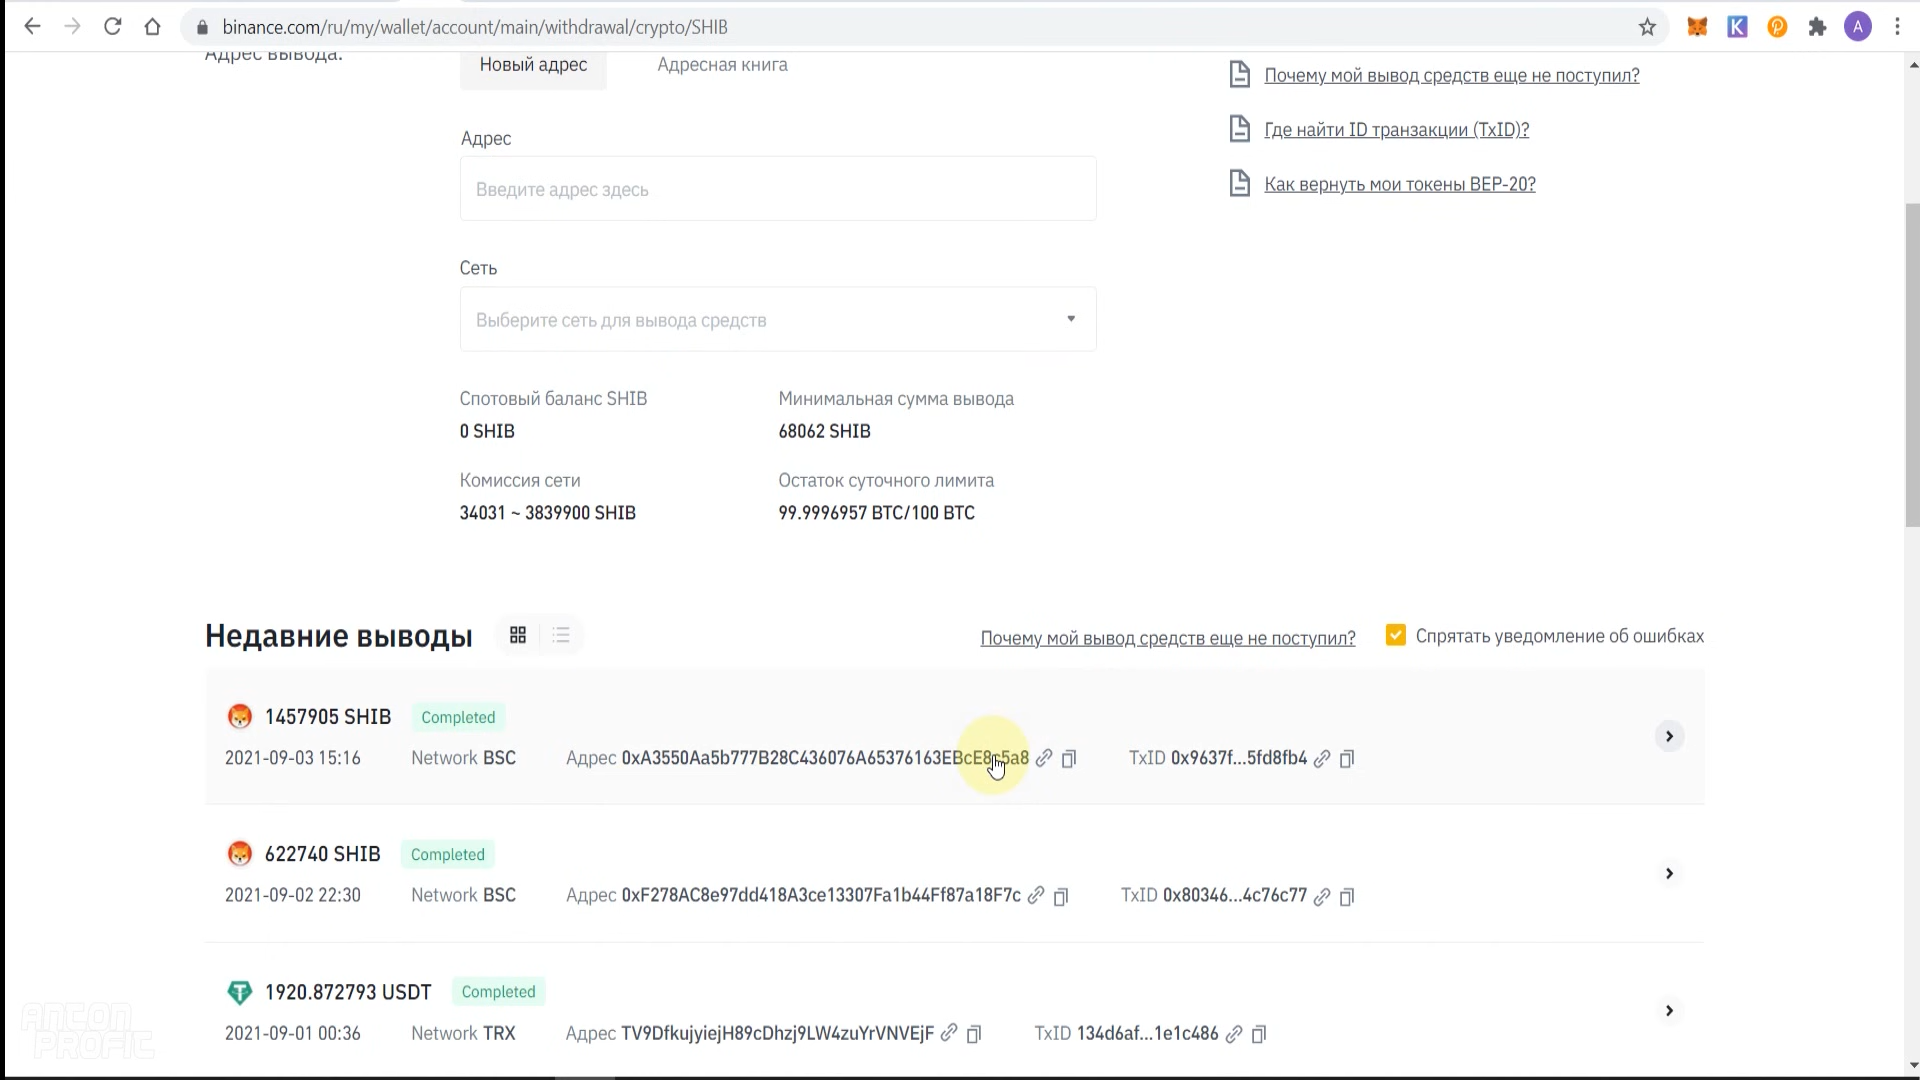 binance.com/ru/my/wallet/account/main/withdrawal/crypto/SHIB
A
Адрес вывода:
Новый адрес
Адресная книга
Почему мой вывод средств еще не поступил?
Где найти ID транзакции (TxID)?
Как вернуть мои токены BEP-20?
Адрес
Введите адрес здесь
Сеть
Выберите сеть для вывода средств
Спотовый баланс SHIB
0 SHIB
Минимальная сумма вывода
68062 SHIB
Комиссия сети
34031 ~ 3839900 SHIB
Остаток суточного лимита
99.9996957 BTC/100 BTC
Недавние выводы
Почему мой вывод средств еще не поступил?
Спрятать уведомление об ошибках
1457905 SHIB Completed
2021-09-03 15:16 Network BSC Адрес 0xA3550Aa5b777B28C436076A65376163EBcE8c5a8 TxID 0x9637f...5fd8fb4
622740 SHIB Completed
2021-09-02 22:30 Network BSC Адрес 0xF278AC8e97dd418A3ce13307Fa1b44Ff87a18F7c TxID 0x80346...4c76c77
1920.872793 USDT Completed
2021-09-01 00:36 Network TRX Адрес TV9DfkujyiejH89cDhzj9LW4zuYrVNVEjF TxID 134d6af...1e1c486
ANTON
PROFIT